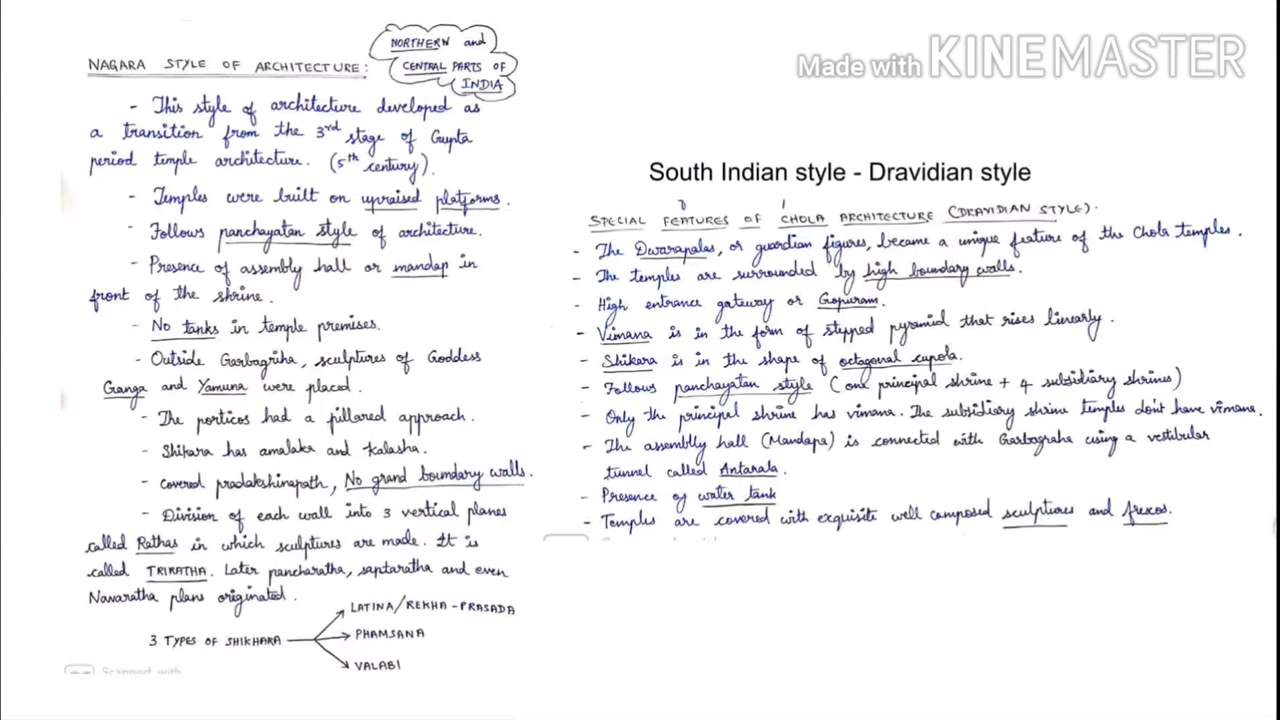 NAGARA STYLE OF ARCHITECTURE:
NORTHERN and
CENTRAL PARTS OF
INDIA
- This style of architecture developed as
a transition from the 3rd stage of Gupta
period temple architecture. (5th century).
- Temples were built on upraised platforms.
- Follows panchayatan style of architecture.
- Presence of assembly hall or mandap in
front of the shrine.
- No tanks in temple premises.
- Outside Garbagriha, sculptures of Goddess
Ganga and Yamuna were placed.
- The porticos had a pillared approach.
- Shikara has amalaka and Kalasha.
- covered pradakshinapath, No grand boundary walls.
- Division of each wall into 3 vertical planes
called Rathas in which sculptures are made. It is
called TRIRATHA. Later pancharatha, saptaratha and even
Navaratha plans originated.
3 TYPES OF SHIKHARA
LATINA/REKHA-PRASADA
PHAMSANA
VALABI
Scanned with
Made with KINEMASTER
South Indian style - Dravidian style
SPECIAL FEATURES OF CHOLA ARCHITECTURE (DRAVIDIAN STYLE).
- The Dwarapalas, or guardian figures, became a unique feature of the Chola temples.
- The temples are surrounded by high boundary walls.
- High entrance gateway or Gopuram.
- Vimana is in the form of stepped pyramid that rises linearly.
- Shikara is in the shape of octagonal cupola.
- Follows panchayatan style (one principal shrine + 4 subsidiary shrines)
- Only the principal shrine has vimana. The subsidiary shrine temples don't have vimana.
- The assemblly hall (Mandapa) is connected with Garbograhe using a vestibular
tunnel called Antarala.
- Presence of water tank
- Temples are covered with exquisite well composed sculptures and frexos.